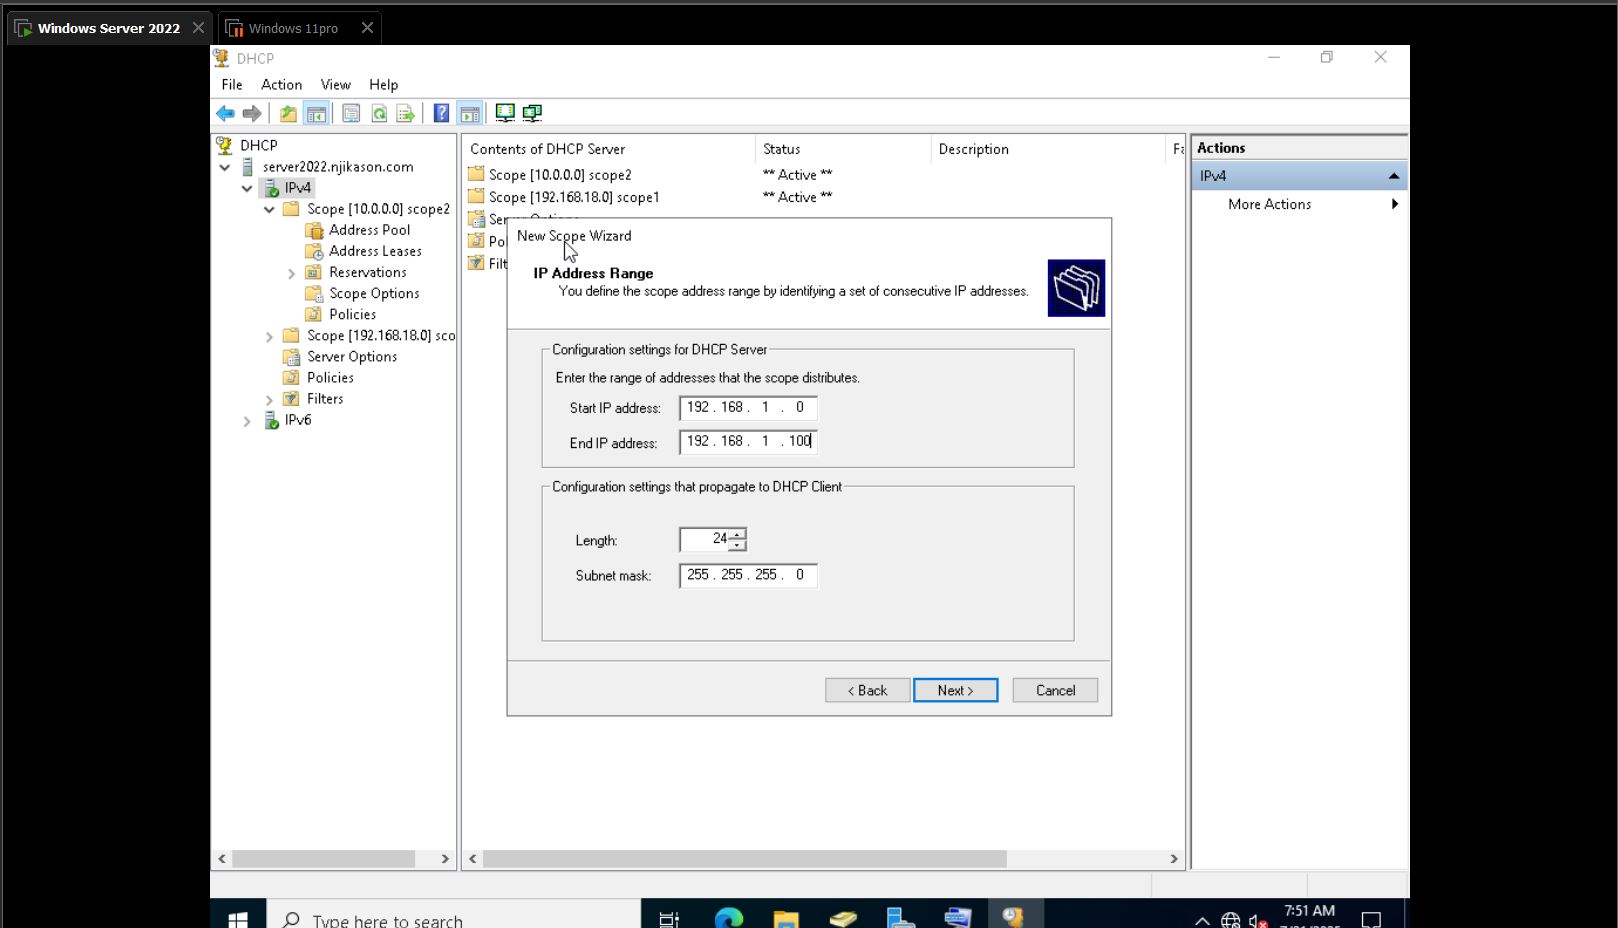 Windows Server 2022
Windows 11pro
DHCP
File Action View Help
DHCP
server2022.njikason.com
IPv4
Scope [10.0.0.0] scope2
Address Pool
Address Leases
Reservations
Scope Options
Policies
Scope [192.168.18.0] sco
Server Options
Policies
Filters
IPv6
Contents of DHCP Server Status Description Fa
Scope [10.0.0.0] scope2 ** Active **
Scope [192.168.18.0] scope1 ** Active **
Server Options
Pol
Filt
New Scope Wizard
IP Address Range
You define the scope address range by identifying a set of consecutive IP addresses.
Configuration settings for DHCP Server
Enter the range of addresses that the scope distributes.
Start IP address: 192 . 168 . 1 . 0
End IP address: 192 . 168 . 1 . 100
Configuration settings that propagate to DHCP Client
Length: 24
Subnet mask: 255 . 255 . 255 . 0
< Back Next > Cancel
Actions
IPv4
More Actions
Type here to search
7:51 AM